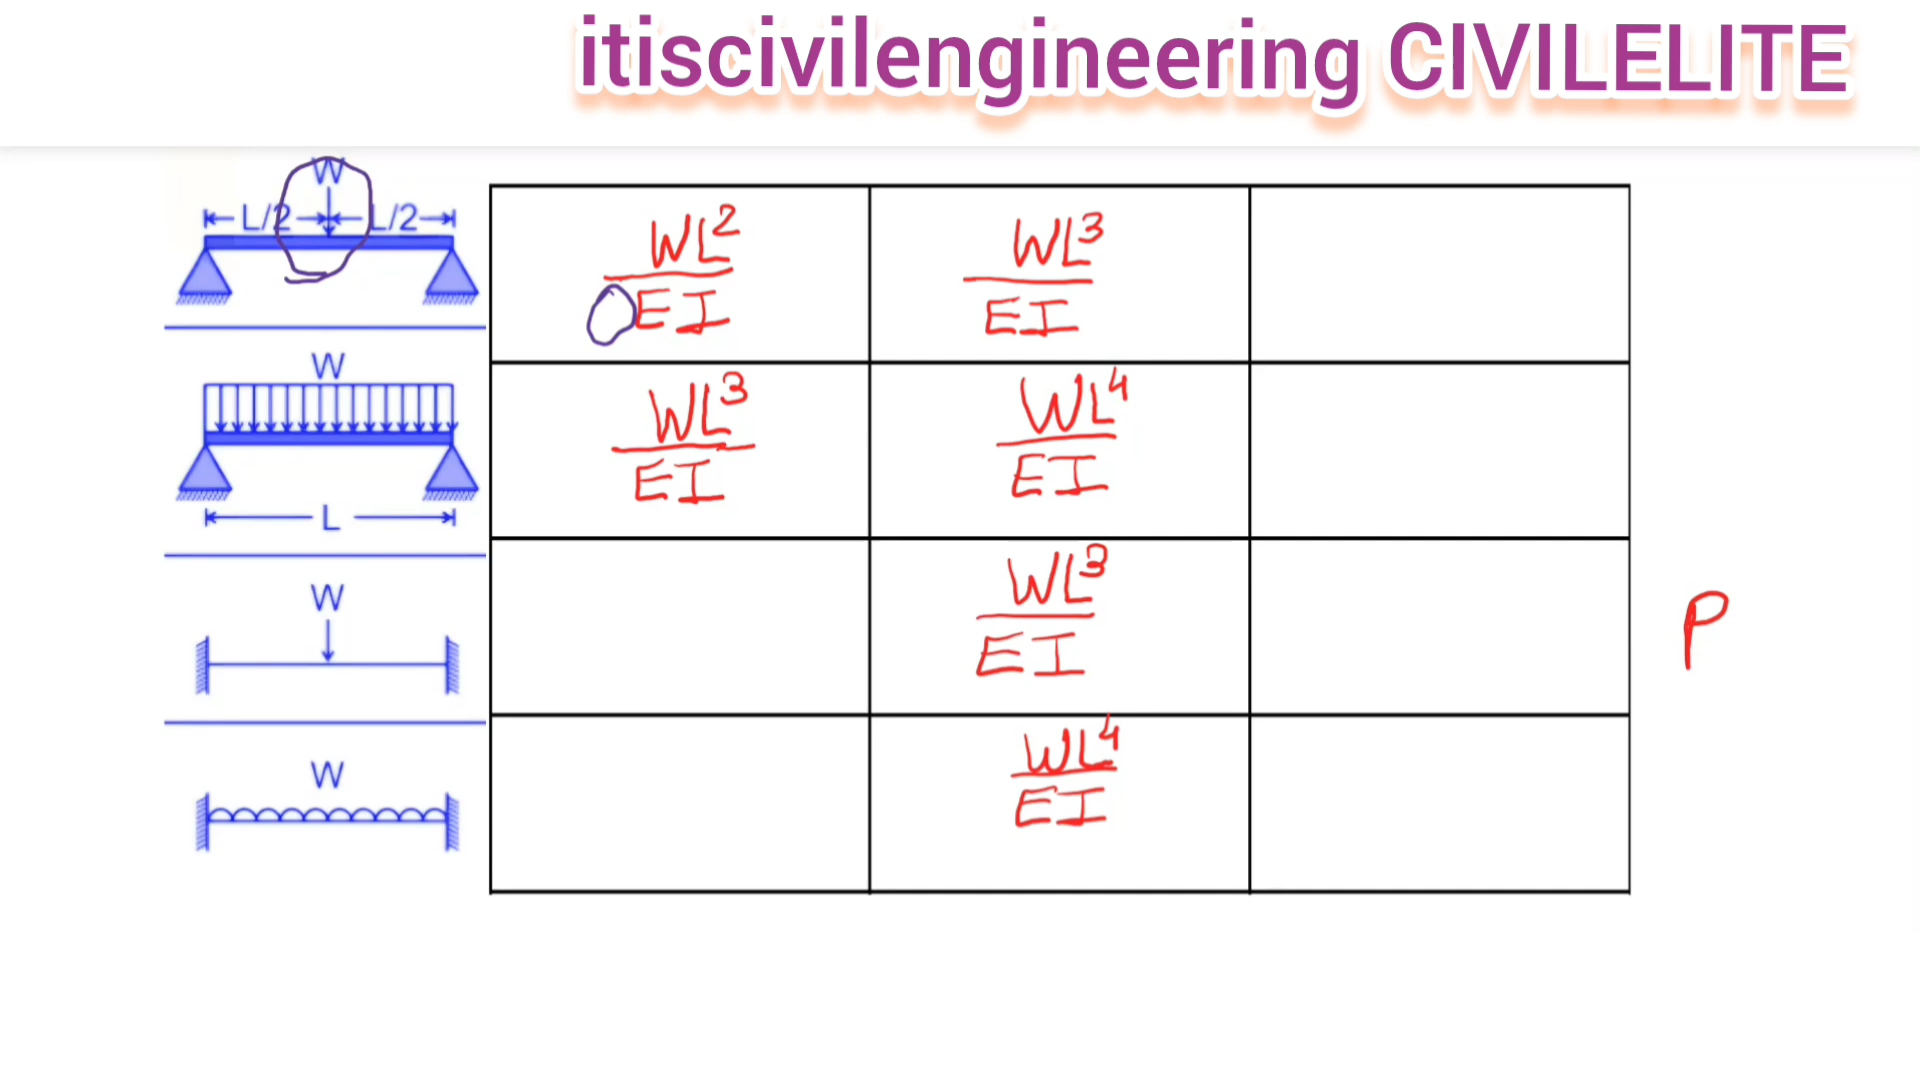 itiscivilengineering CIVILELITE
W
L/2 L/2
WL²
EI
WL³
EI
W
L
WL³
EI
WL⁴
EI
W
WL³
EI
P
W
WL⁴
EI